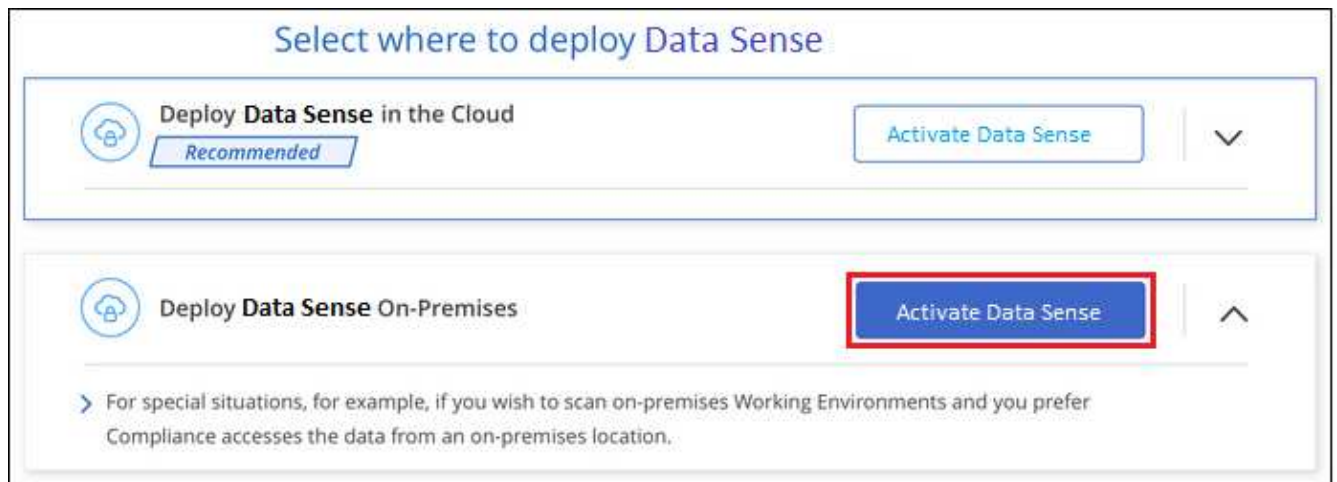 Select where to deploy Data Sense
Deploy Data Sense in the Cloud
Recommended
Activate Data Sense
Deploy Data Sense On-Premises
Activate Data Sense
For special situations, for example, if you wish to scan on-premises Working Environments and you prefer
Compliance accesses the data from an on-premises location.